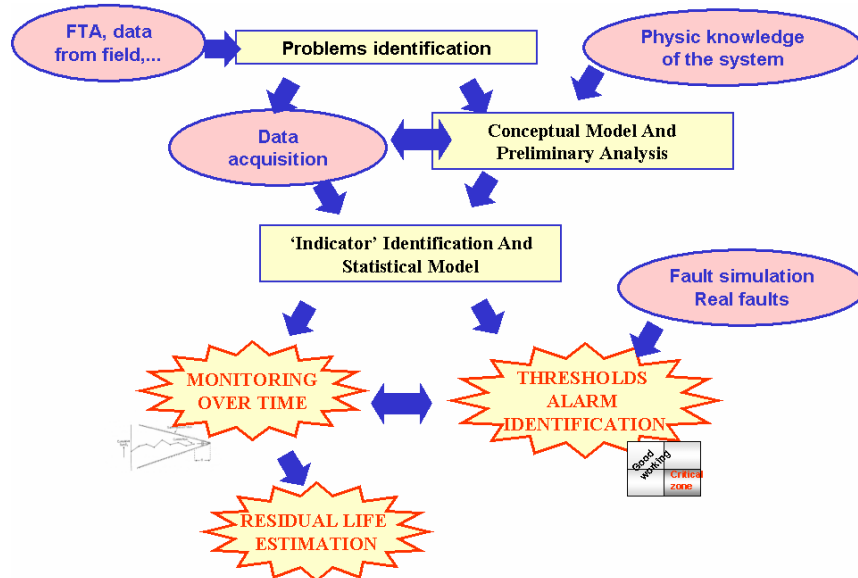 FTA, data
from field,...
Problems identification
Physic knowledge
of the system
Data
acquisition
Conceptual Model And
Preliminary Analysis
‘Indicator’ Identification And
Statistical Model
Fault simulation
Real faults
MONITORING
OVER TIME
THRESHOLDS
ALARM
IDENTIFICATION
Good
working
Critical
zone
RESIDUAL LIFE
ESTIMATION